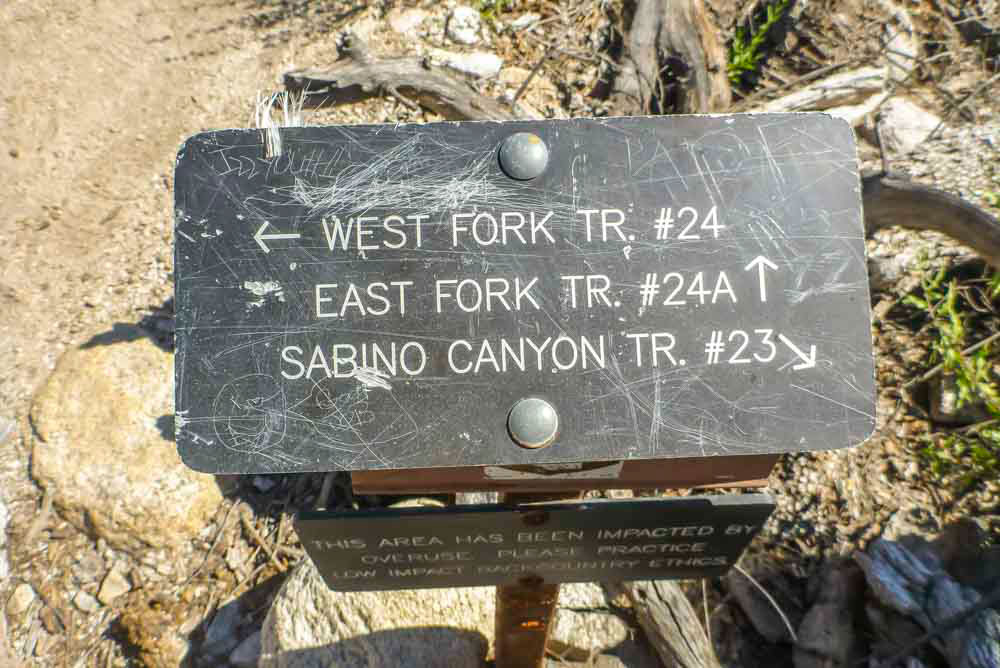 ← WEST FORK TR. #24
EAST FORK TR. #24A ↑
SABINO CANYON TR. #23 ↘
THIS AREA HAS BEEN IMPACTED BY
OVERUSE. PLEASE PRACTICE
LOW IMPACT BACKCOUNTRY ETHICS.